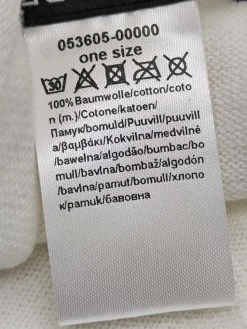 053605-00000
one size
30
100%Baumwolle/cotton/coto
n (m.)/Cotone/katoen/
Памук/bomuld/Puuvill/puuvill
a/βαμβάκι/Kokvilna/medvilnė
/bawełna/algodão/bumbac/bo
mull/bavlna/bombaž/algodón
/bavlna/pamut/bomull/хлопо
к/pamuk/бавовна